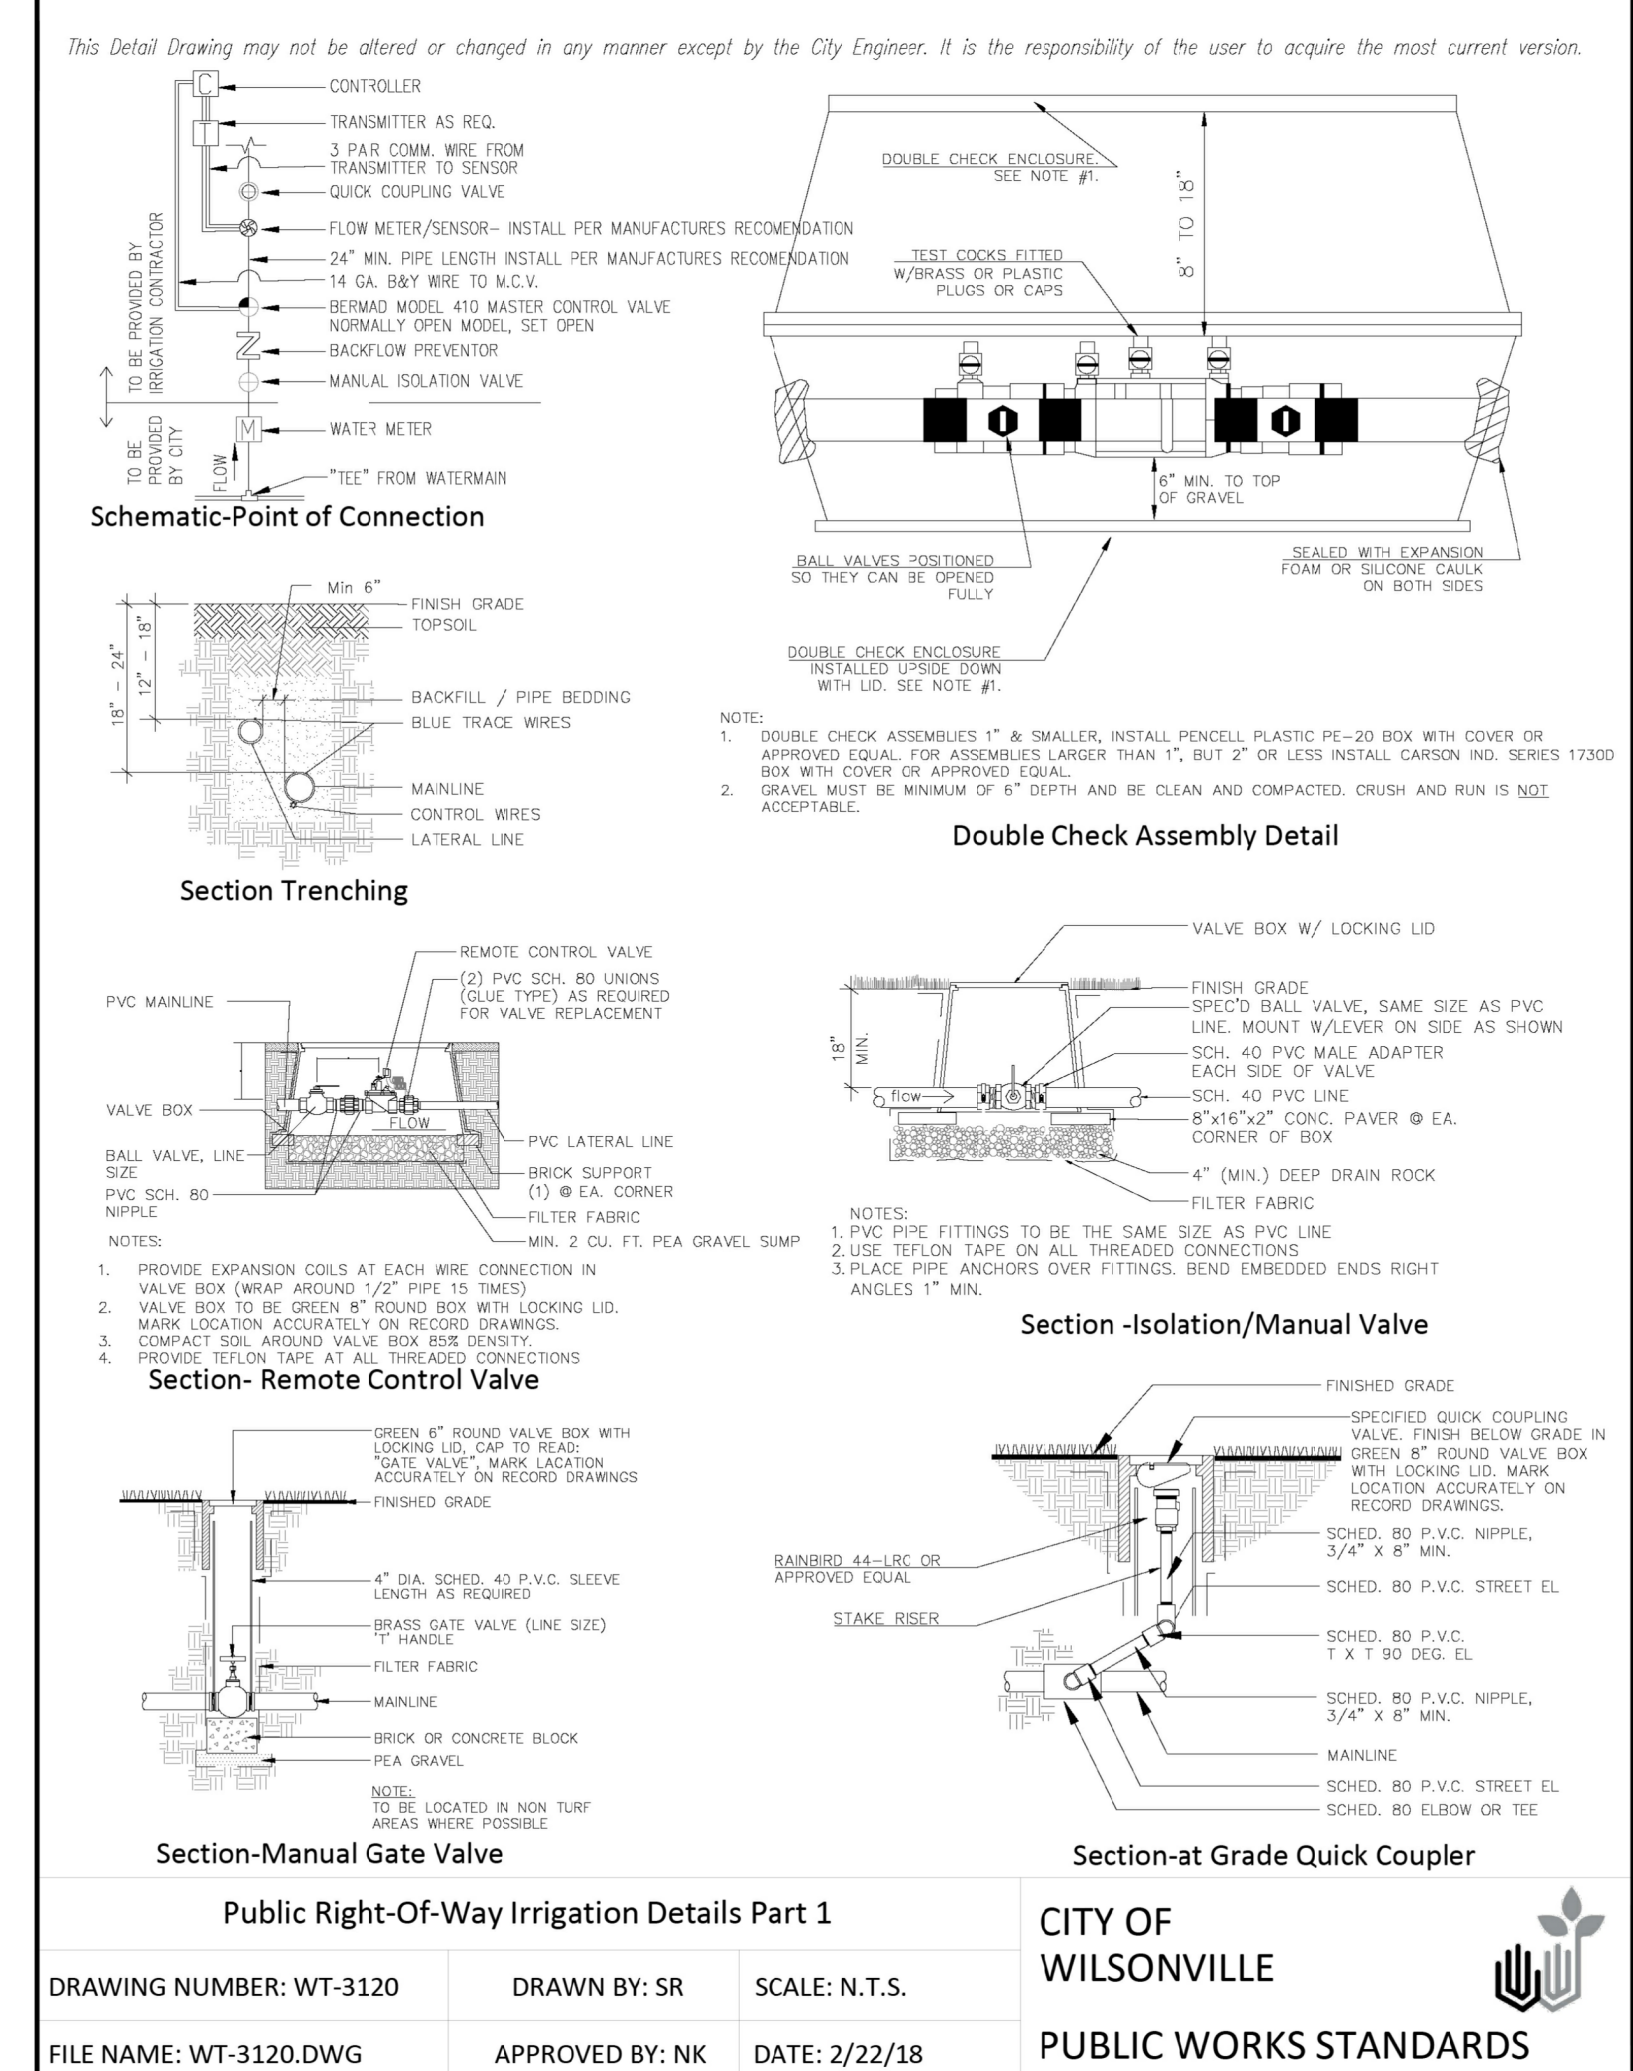 This Detail Drawing may not be altered or changed in any manner except by the City Engineer. It is the responsibility of the user to acquire the most current version.
C
CONTROLLER
T
TRANSMITTER AS REQ.
3 PAR COMM. WIRE FROM
TRANSMITTER TO SENSOR
QUICK COUPLING VALVE
FLOW METER/SENSOR- INSTALL PER MANUFACTURES RECOMENDATION
24" MIN. PIPE LENGTH INSTALL PER MANUFACTURES RECOMENDATION
14 GA. B&Y WIRE TO M.C.V.
BERMAD MODEL 410 MASTER CONTROL VALVE
NORMALLY OPEN MODEL, SET OPEN
BACKFLOW PREVENTOR
MANUAL ISOLATION VALVE
M
WATER METER
"TEE" FROM WATERMAIN
TO BE PROVIDED BY
IRRIGATION CONTRACTOR
TO BE
PROVIDED
BY CITY
FLOW
Schematic-Point of Connection
DOUBLE CHECK ENCLOSURE.
SEE NOTE #1.
8" TO 18"
TEST COCKS FITTED
W/BRASS OR PLASTIC
PLUGS OR CAPS
6" MIN. TO TOP
OF GRAVEL
BALL VALVES POSITIONED
SO THEY CAN BE OPENED
FULLY
SEALED WITH EXPANSION
FOAM OR SILICONE CAULK
ON BOTH SIDES
DOUBLE CHECK ENCLOSURE
INSTALLED UPSIDE DOWN
WITH LID. SEE NOTE #1.
NOTE:
1. DOUBLE CHECK ASSEMBLIES 1" & SMALLER, INSTALL PENCELL PLASTIC PE-20 BOX WITH COVER OR
APPROVED EQUAL. FOR ASSEMBLIES LARGER THAN 1", BUT 2" OR LESS INSTALL CARSON IND. SERIES 1730D
BOX WITH COVER OR APPROVED EQUAL.
2. GRAVEL MUST BE MINIMUM OF 6" DEPTH AND BE CLEAN AND COMPACTED. CRUSH AND RUN IS NOT
ACCEPTABLE.
Double Check Assembly Detail
Min 6"
FINISH GRADE
TOPSOIL
18" - 24"
12" - 18"
BACKFILL / PIPE BEDDING
BLUE TRACE WIRES
MAINLINE
CONTROL WIRES
LATERAL LINE
Section Trenching
REMOTE CONTROL VALVE
(2) PVC SCH. 80 UNIONS
(GLUE TYPE) AS REQUIRED
FOR VALVE REPLACEMENT
PVC MAINLINE
VALVE BOX
FLOW
BALL VALVE, LINE
SIZE
PVC SCH. 80
NIPPLE
PVC LATERAL LINE
BRICK SUPPORT
(1) @ EA. CORNER
FILTER FABRIC
MIN. 2 CU. FT. PEA GRAVEL SUMP
NOTES:
1. PROVIDE EXPANSION COILS AT EACH WIRE CONNECTION IN
VALVE BOX (WRAP AROUND 1/2" PIPE 15 TIMES)
2. VALVE BOX TO BE GREEN 8" ROUND BOX WITH LOCKING LID.
MARK LOCATION ACCURATELY ON RECORD DRAWINGS.
3. COMPACT SOIL AROUND VALVE BOX 85% DENSITY.
4. PROVIDE TEFLON TAPE AT ALL THREADED CONNECTIONS
Section- Remote Control Valve
VALVE BOX W/ LOCKING LID
FINISH GRADE
SPEC'D BALL VALVE, SAME SIZE AS PVC
LINE. MOUNT W/LEVER ON SIDE AS SHOWN
18"
MIN.
SCH. 40 PVC MALE ADAPTER
EACH SIDE OF VALVE
flow
SCH. 40 PVC LINE
8"x16"x2" CONC. PAVER @ EA.
CORNER OF BOX
4" (MIN.) DEEP DRAIN ROCK
FILTER FABRIC
NOTES:
1. PVC PIPE FITTINGS TO BE THE SAME SIZE AS PVC LINE
2. USE TEFLON TAPE ON ALL THREADED CONNECTIONS
3. PLACE PIPE ANCHORS OVER FITTINGS. BEND EMBEDDED ENDS RIGHT
ANGLES 1" MIN.
Section -Isolation/Manual Valve
GREEN 6" ROUND VALVE BOX WITH
LOCKING LID, CAP TO READ:
"GATE VALVE", MARK LACATION
ACCURATELY ON RECORD DRAWINGS
FINISHED GRADE
4" DIA. SCHED. 40 P.V.C. SLEEVE
LENGTH AS REQUIRED
BRASS GATE VALVE (LINE SIZE)
'T' HANDLE
FILTER FABRIC
MAINLINE
BRICK OR CONCRETE BLOCK
PEA GRAVEL
NOTE:
TO BE LOCATED IN NON TURF
AREAS WHERE POSSIBLE
Section-Manual Gate Valve
FINISHED GRADE
SPECIFIED QUICK COUPLING
VALVE. FINISH BELOW GRADE IN
GREEN 8" ROUND VALVE BOX
WITH LOCKING LID. MARK
LOCATION ACCURATELY ON
RECORD DRAWINGS.
SCHED. 80 P.V.C. NIPPLE,
3/4" X 8" MIN.
RAINBIRD 44-LRC OR
APPROVED EQUAL
SCHED. 80 P.V.C. STREET EL
STAKE RISER
SCHED. 80 P.V.C.
T X T 90 DEG. EL
SCHED. 80 P.V.C. NIPPLE,
3/4" X 8" MIN.
MAINLINE
SCHED. 80 P.V.C. STREET EL
SCHED. 80 ELBOW OR TEE
Section-at Grade Quick Coupler
Public Right-Of-Way Irrigation Details Part 1
DRAWING NUMBER: WT-3120
DRAWN BY: SR
SCALE: N.T.S.
FILE NAME: WT-3120.DWG
APPROVED BY: NK
DATE: 2/22/18
CITY OF
WILSONVILLE
PUBLIC WORKS STANDARDS